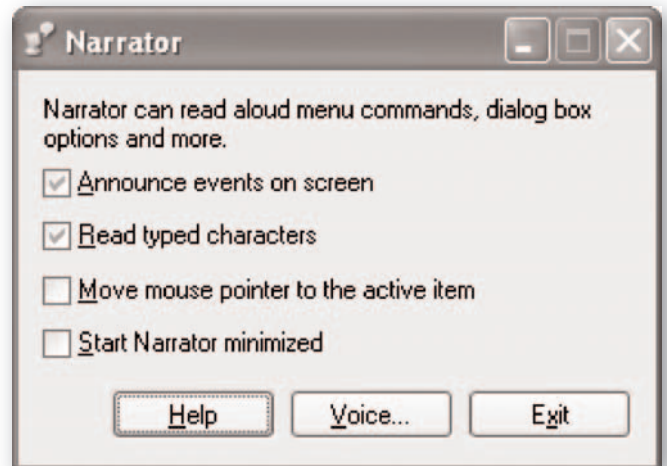 Narrator
Narrator can read aloud menu commands, dialog box
options and more.
Announce events on screen
Read typed characters
Move mouse pointer to the active item
Start Narrator minimized
Help Voice... Exit